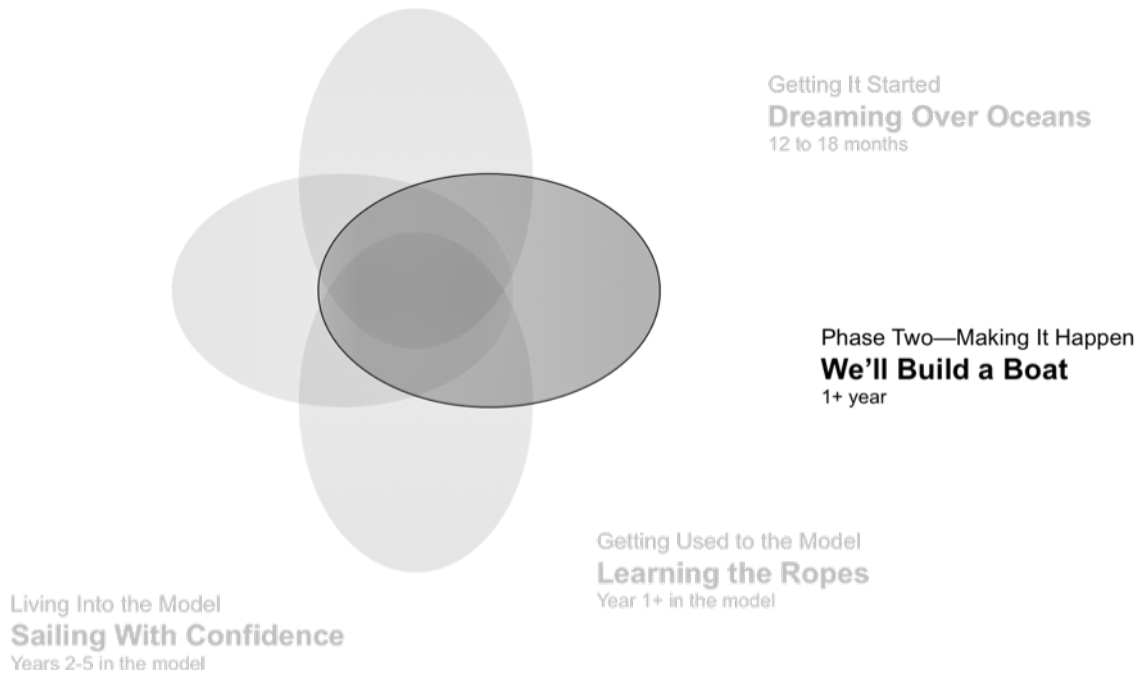 Getting It Started
Dreaming Over Oceans
12 to 18 months
Phase Two—Making It Happen
We’ll Build a Boat
1+ year
Getting Used to the Model
Learning the Ropes
Year 1+ in the model
Living Into the Model
Sailing With Confidence
Years 2-5 in the model